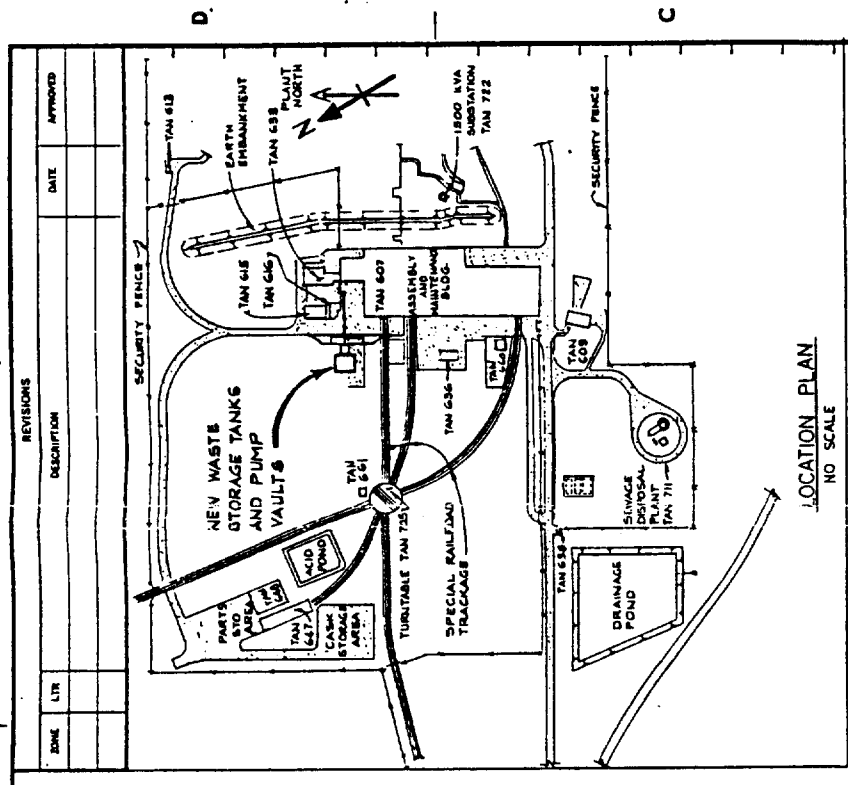 D
C
REVISIONS
ZONE
LTR
DESCRIPTION
DATE
APPROVED
SECURITY FENCE
TAN 613
EARTH
EMBANKMENT
TAN 633
PLANT
NORTH
N
1500 KVA
SUBSTATION
TAN 722
TAN 615
TAN 616
TAN 607
ASSEMBLY
AND
MAINTENANCE
BLDG.
SECURITY FENCE
NEW WASTE
STORAGE TANKS
AND PUMP
VAULTS
TAN
661
TAN 636
TAN
TAN
609
ACID
POND
PARTS
STO
AREA
TAN
TAN
647
CASK
STORAGE
AREA
TURNTABLE TAN 725
SPECIAL RAILROAD
TRACKAGE
SEWAGE
DISPOSAL
PLANT
TAN 711
TAN 638
DRAINAGE
POND
LOCATION PLAN
NO SCALE